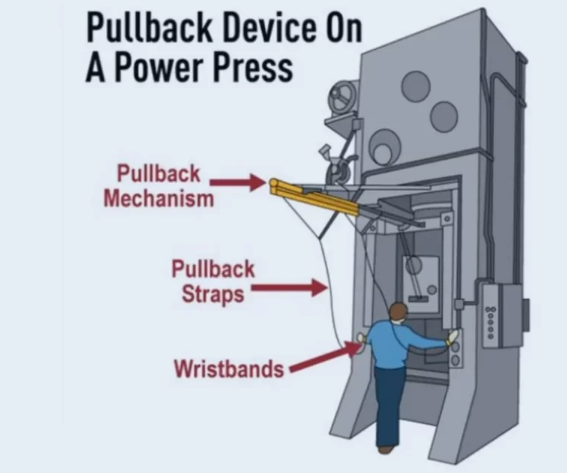 Pullback Device On
A Power Press
Pullback
Mechanism
Pullback
Straps
Wristbands